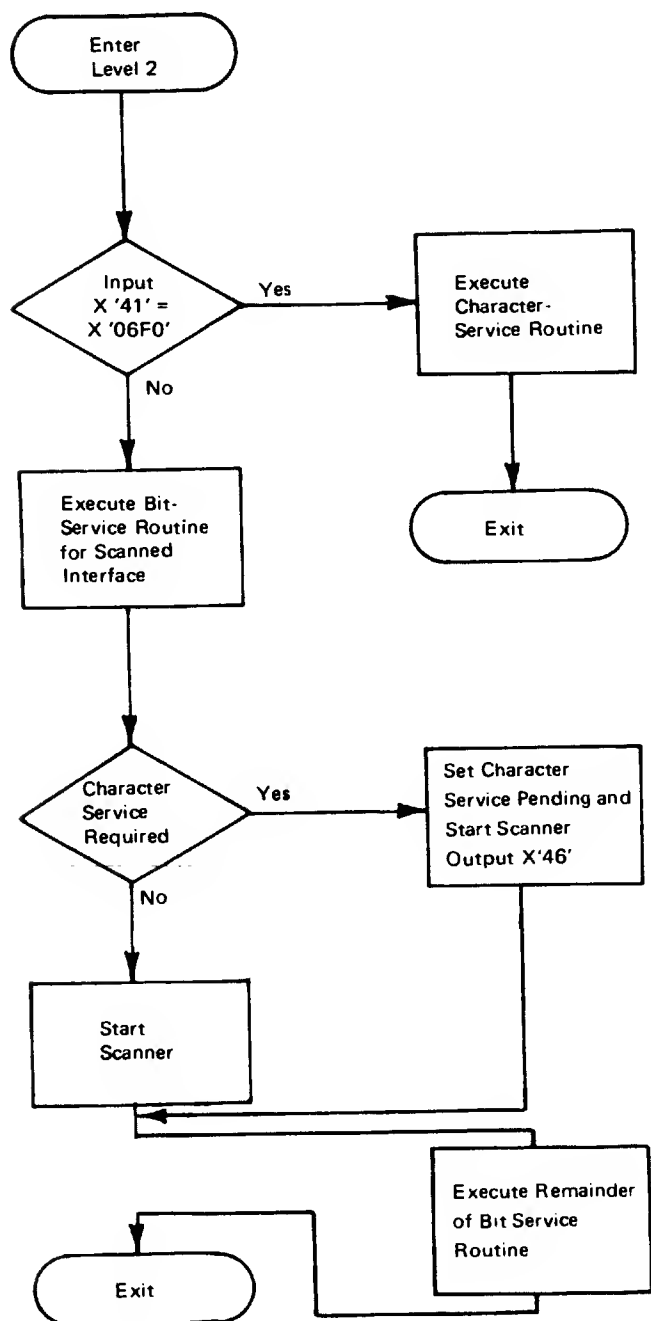 Enter
Level 2
Input
X '41' =
X '06F0'
Yes
No
Execute
Character-
Service Routine
Exit
Execute Bit-
Service Routine
for Scanned
Interface
Character
Service
Required
Yes
No
Set Character
Service Pending and
Start Scanner
Output X'46'
Start
Scanner
Execute Remainder
of Bit Service
Routine
Exit